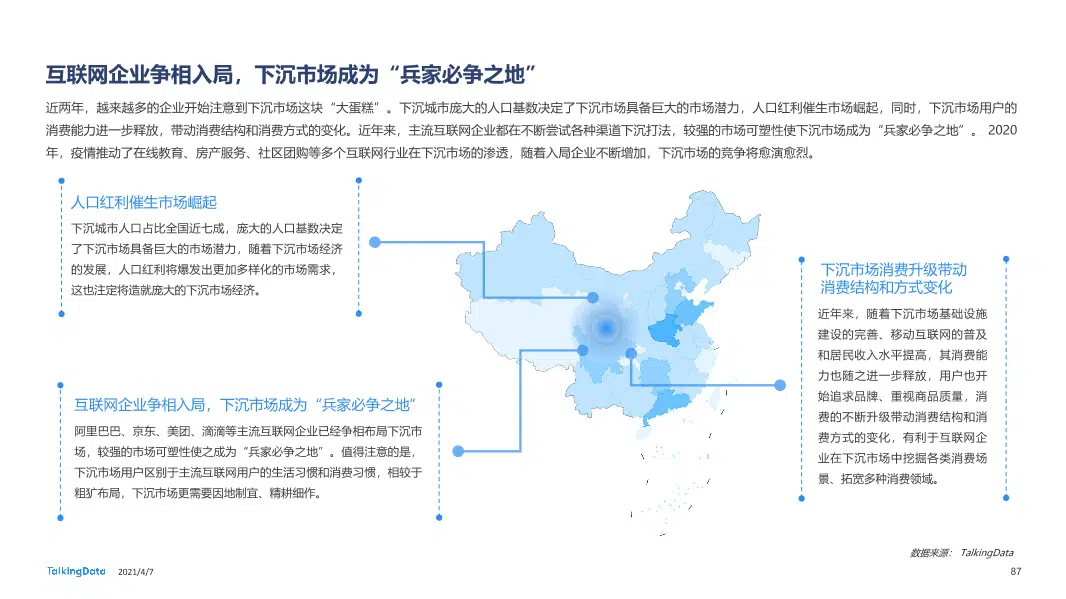 互联网企业争相入局，下沉市场成为“兵家必争之地”
近两年，越来越多的企业开始注意到下沉市场这块“大蛋糕”。下沉城市庞大的人口基数决定了下沉市场具备巨大的市场潜力，人口红利催生市场崛起，同时，下沉市场用户的
消费能力进一步释放，带动消费结构和消费方式的变化。近年来，主流互联网企业都在不断尝试各种渠道下沉打法，较强的市场可塑性使下沉市场成为“兵家必争之地”。 2020
年，疫情推动了在线教育、房产服务、社区团购等多个互联网行业在下沉市场的渗透，随着入局企业不断增加，下沉市场的竞争将愈演愈烈。
人口红利催生市场崛起
下沉城市人口占比全国近七成，庞大的人口基数决定
了下沉市场具备巨大的市场潜力，随着下沉市场经济
的发展，人口红利将爆发出更加多样化的市场需求，
这也注定将造就庞大的下沉市场经济。
互联网企业争相入局，下沉市场成为“兵家必争之地”
阿里巴巴、京东、美团、滴滴等主流互联网企业已经争相布局下沉市
场，较强的市场可塑性使之成为“兵家必争之地”。值得注意的是，
下沉市场用户区别于主流互联网用户的生活习惯和消费习惯，相较于
粗犷布局，下沉市场更需要因地制宜、精耕细作。
下沉市场消费升级带动
消费结构和方式变化
近年来，随着下沉市场基础设施
建设的完善、移动互联网的普及
和居民收入水平提高，其消费能
力也随之进一步释放，用户也开
始追求品牌、重视商品质量，消
费的不断升级带动消费结构和消
费方式的变化，有利于互联网企
业在下沉市场中挖掘各类消费场
景、拓宽多种消费领域。
数据来源： TalkingData
TalkingData 2021/4/7
87